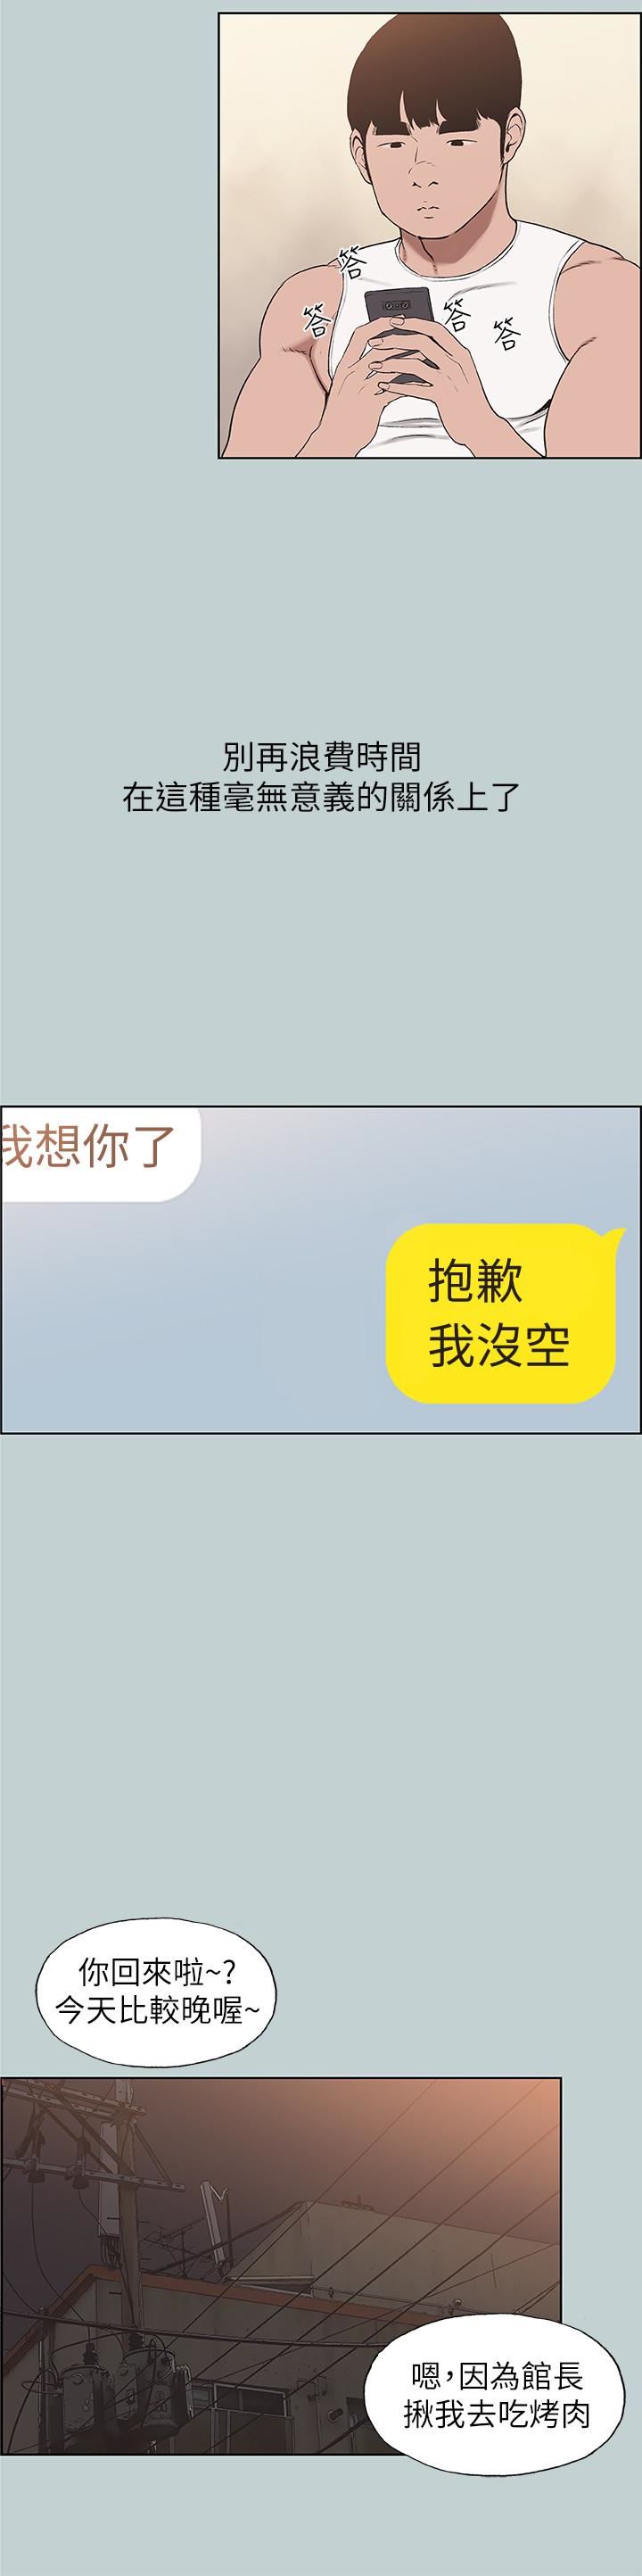 答
答
答
答
別再浪費時間
在這種毫無意義的關係上了
我想你了
抱歉
我沒空
你回來啦~?
今天比較晚喔~
嗯,因為館長
揪我去吃烤肉